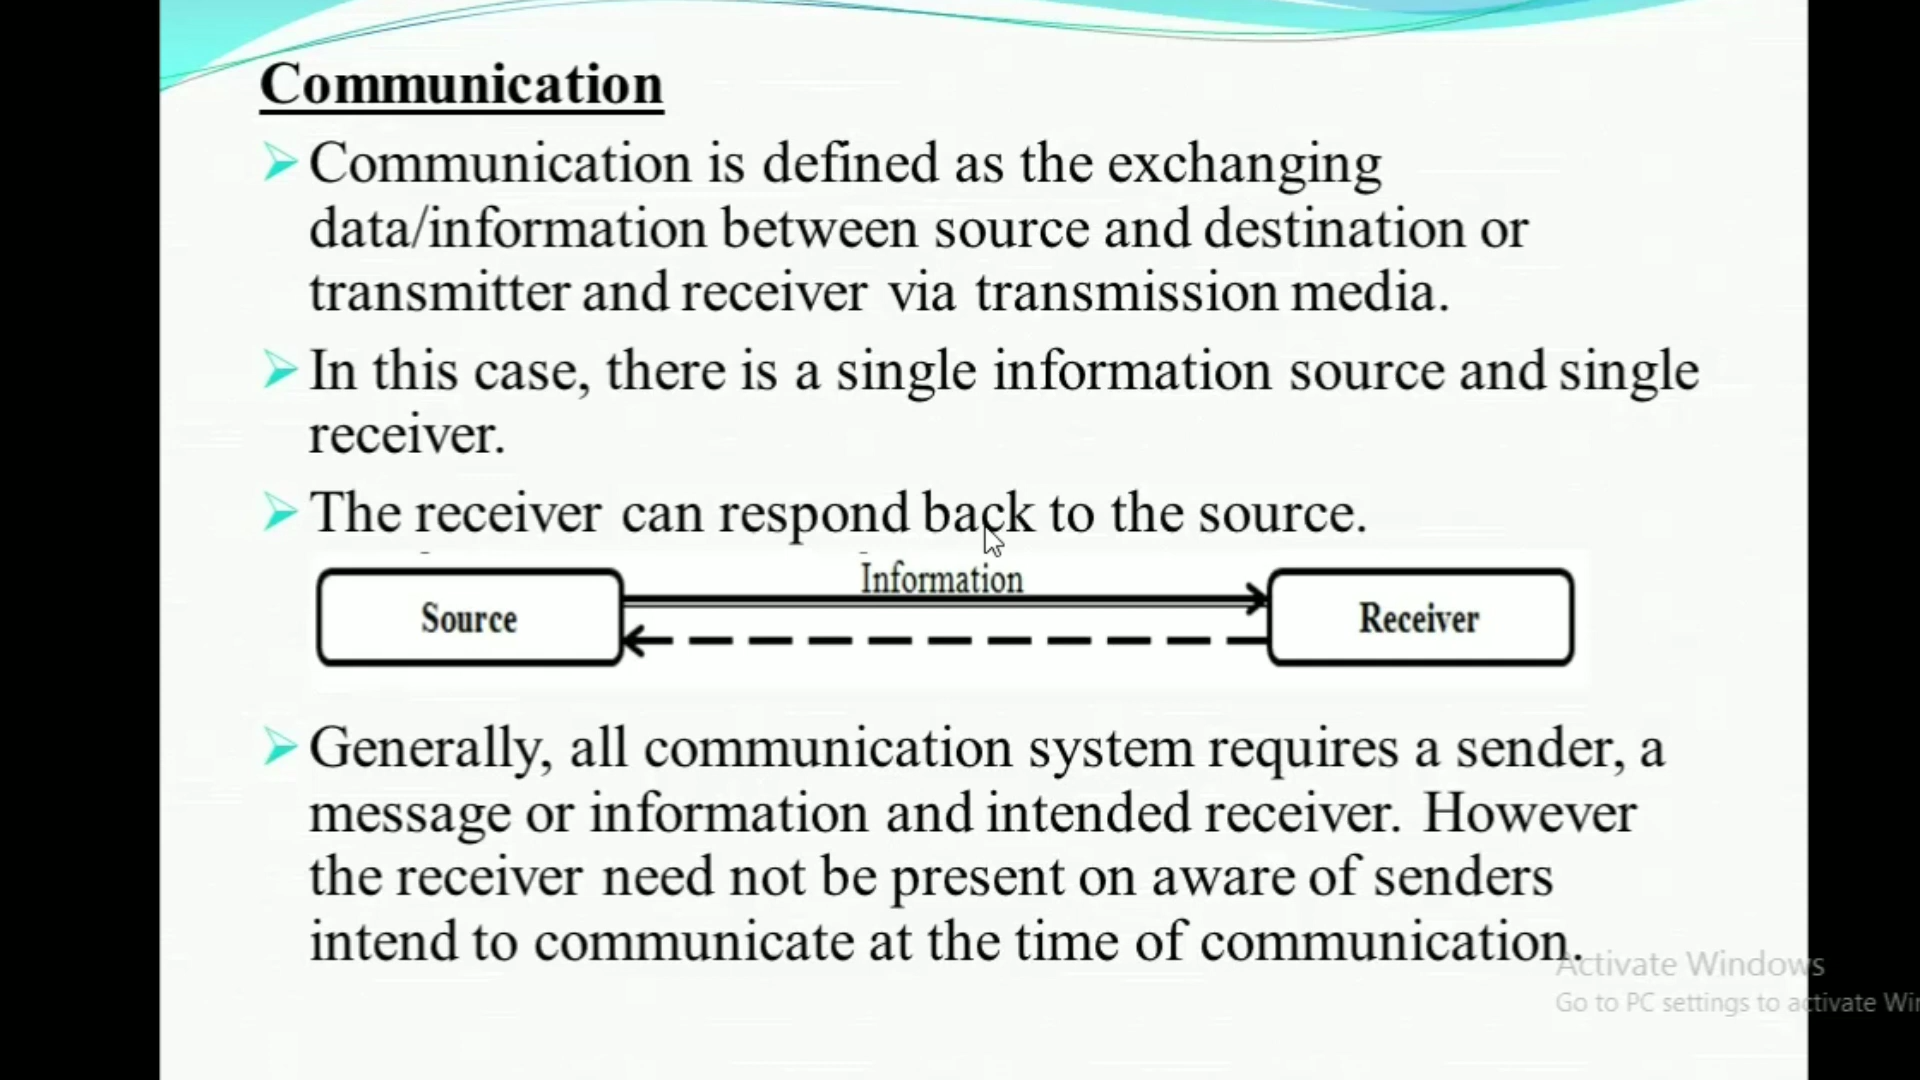 Communication
Communication is defined as the exchanging
data/information between source and destination or
transmitter and receiver via transmission media.
In this case, there is a single information source and single
receiver.
The receiver can respond back to the source.
Information
Source
Receiver
Generally, all communication system requires a sender, a
message or information and intended receiver. However
the receiver need not be present on aware of senders
intend to communicate at the time of communication.
Activate Windows
Go to PC settings to activate